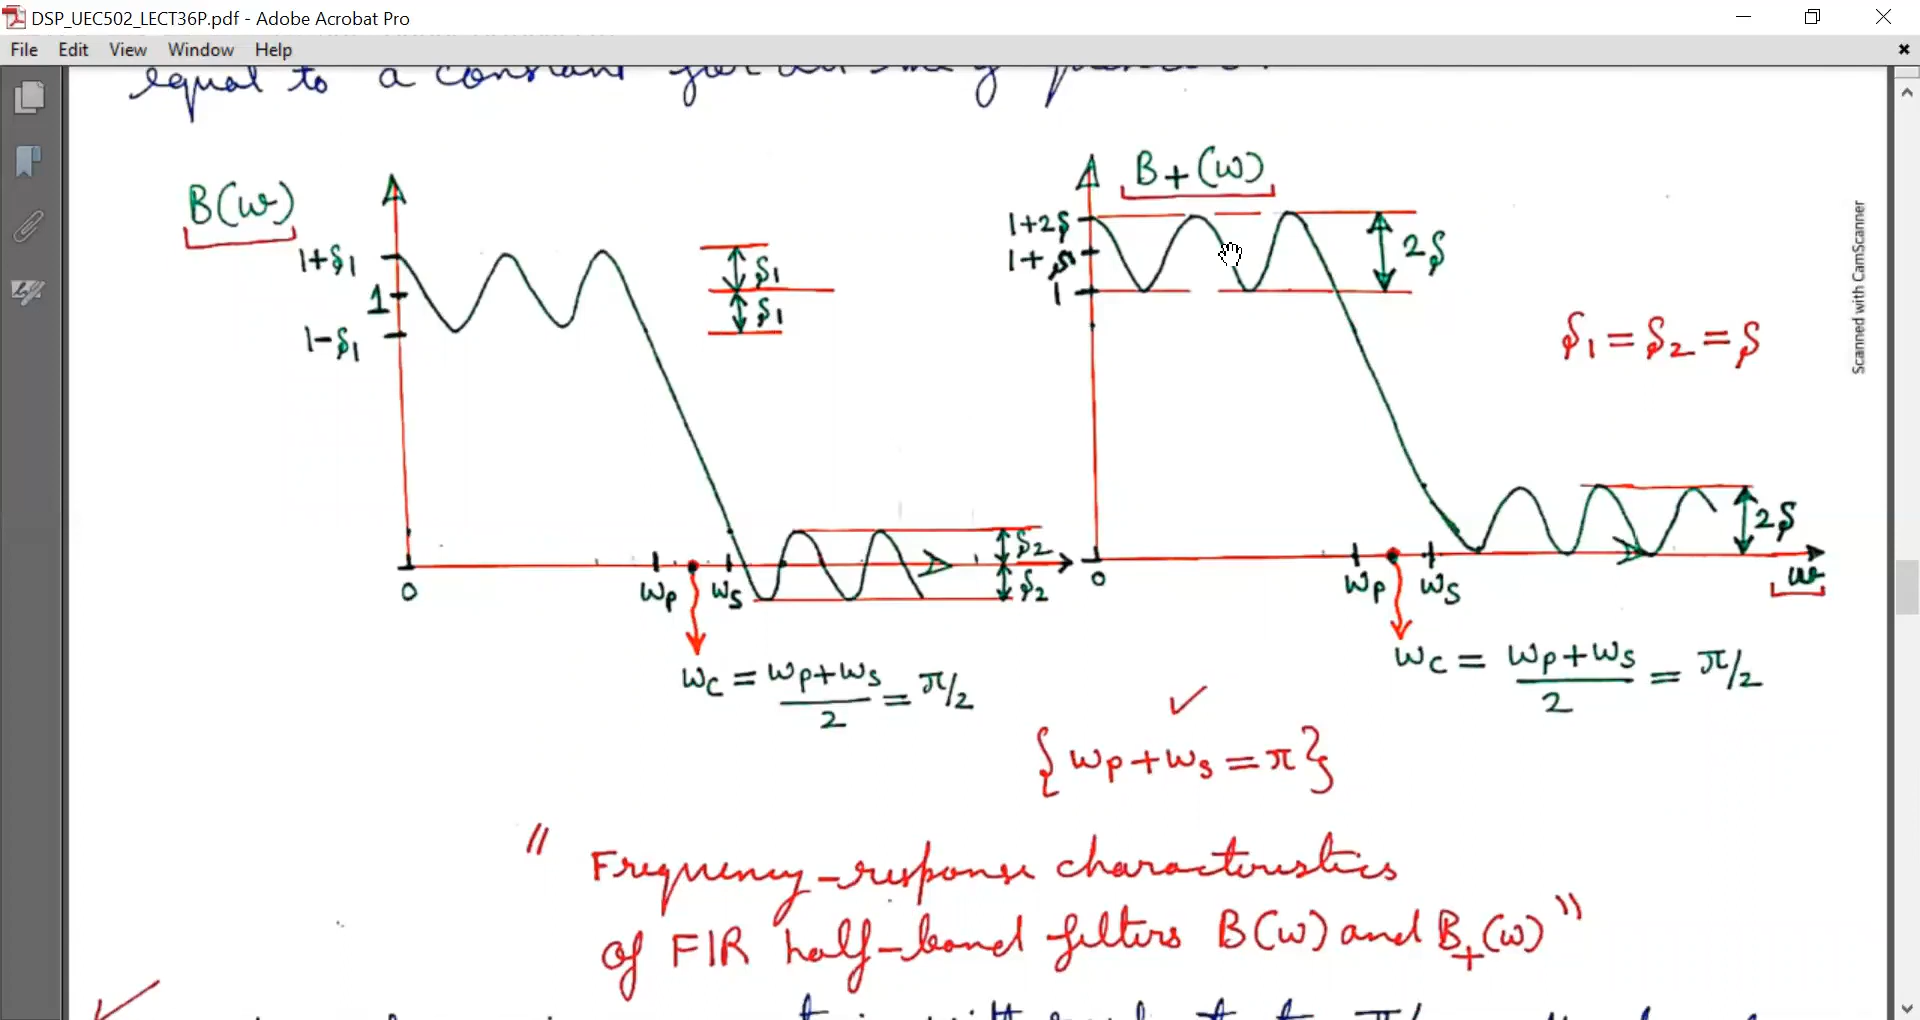 DSP_UEC502_LECT36P.pdf - Adobe Acrobat Pro
File Edit View Window Help
equal to a constant for all frequencies.
B(ω)
1+δ1
1
1-δ1
δ1
δ1
δ2
δ2
0
ωp
ωs
ωc = ωp+ωs / 2 = π/2
B+(ω)
1+2δ
1+δ
1
2δ
δ1 = δ2 = δ
2δ
0
ωp
ωs
ω
ωc = ωp+ωs / 2 = π/2
{ωp+ωs = π}
"Frequency-response characteristics
of FIR half-band filters B(ω) and B+(ω)"
Scanned with CamScanner